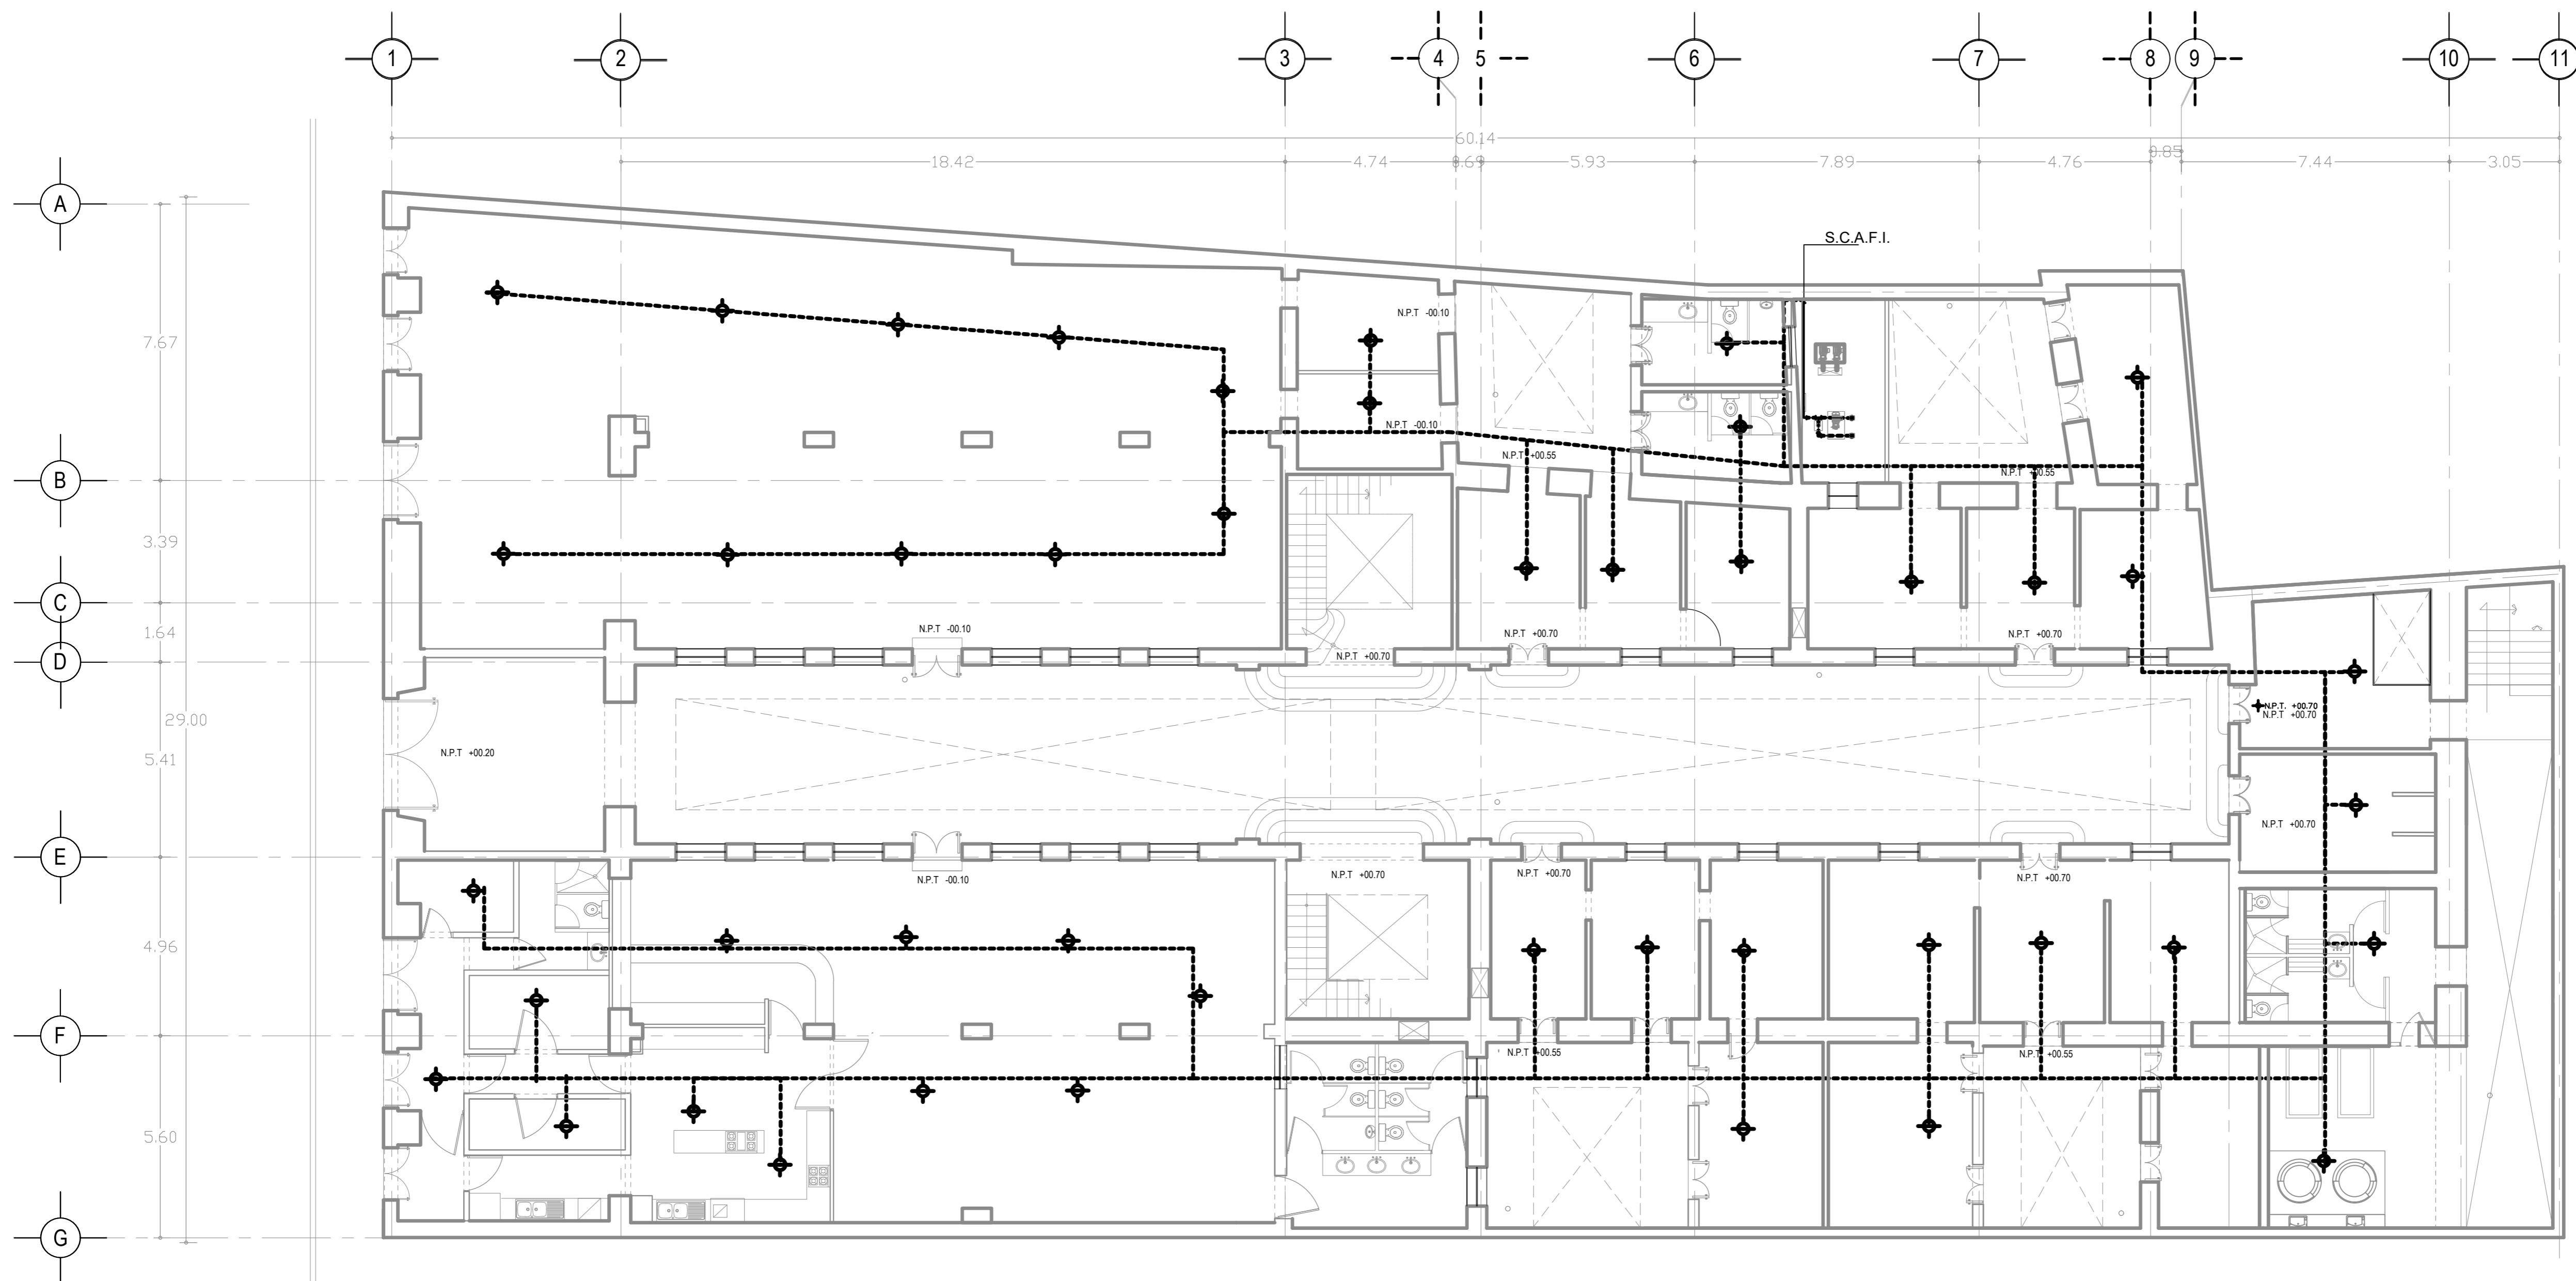 1 2 3 4 5 6 7 8 9 10 11
60.14
18.42 4.74 0.69 5.93 7.89 4.76 0.85 7.44 3.05
A
S.C.A.F.I.
N.P.T -00.10
7.67
N.P.T -00.10
N.P.T +00.55
N.P.T +00.55
B
3.39
C
N.P.T -00.10
1.64
N.P.T +00.70
N.P.T +00.70
N.P.T +00.70
D
N.P.T. +00.70
N.P.T +00.70
29.00
N.P.T +00.20
5.41
N.P.T +00.70
E
N.P.T -00.10
N.P.T +00.70
N.P.T +00.70
N.P.T +00.70
4.96
F
N.P.T +00.55
N.P.T +00.55
5.60
G